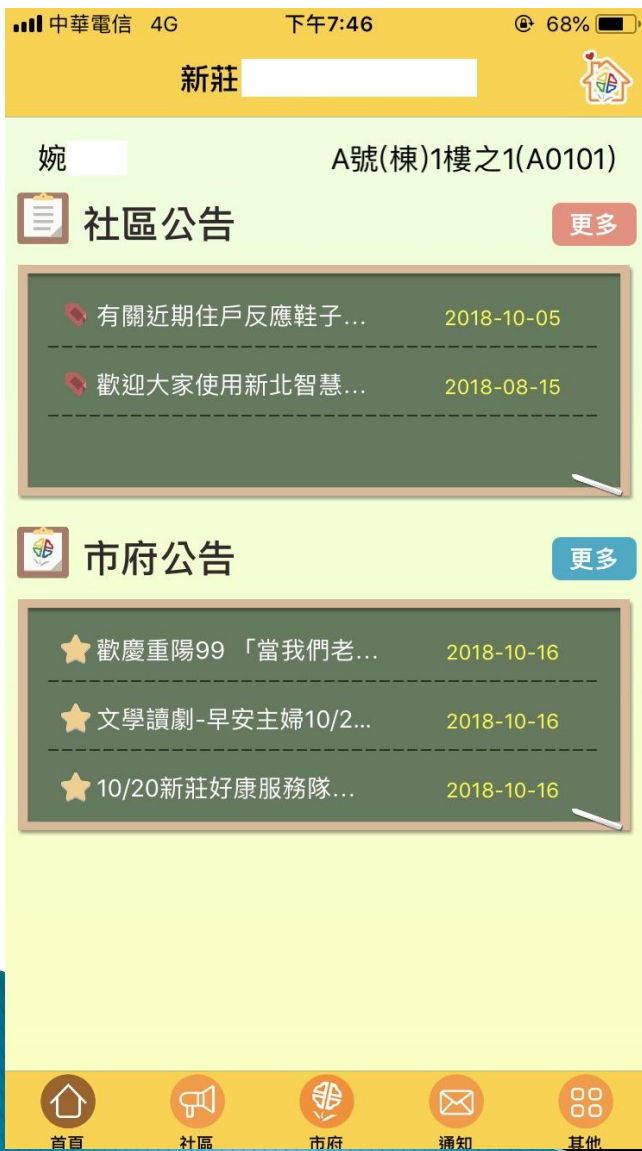 中華電信 4G 下午7:46 68%
新莊
婉 A號(棟)1樓之1(A0101)
社區公告 更多
有關近期住戶反應鞋子... 2018-10-05
歡迎大家使用新北智慧... 2018-08-15
市府公告 更多
歡慶重陽99 「當我們老... 2018-10-16
文學讀劇-早安主婦10/2... 2018-10-16
10/20新莊好康服務隊... 2018-10-16
首頁 社區 市府 通知 其他